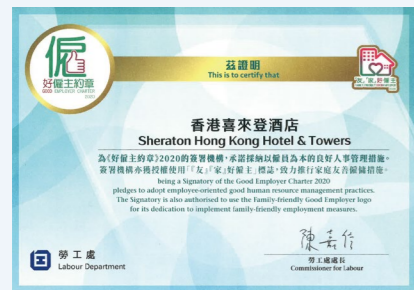 僱
好僱主約章
GOOD EMPLOYER CHARTER
2020
茲證明
This is to certify that
香港喜來登酒店
Sheraton Hong Kong Hotel & Towers
為《好僱主約章》2020的簽署機構，承諾採納以僱員為本的良好人事管理措施。
簽署機構亦獲授權使用「『友』『家』好僱主」標誌，致力推行家庭友善僱傭措施。
being a Signatory of the Good Employer Charter 2020
pledges to adopt employee-oriented good human resource management practices.
The Signatory is also authorised to use the Family-friendly Good Employer logo
for its dedication to implement family-friendly employment measures.
勞工處
Labour Department
勞工處處長
Commissioner for Labour